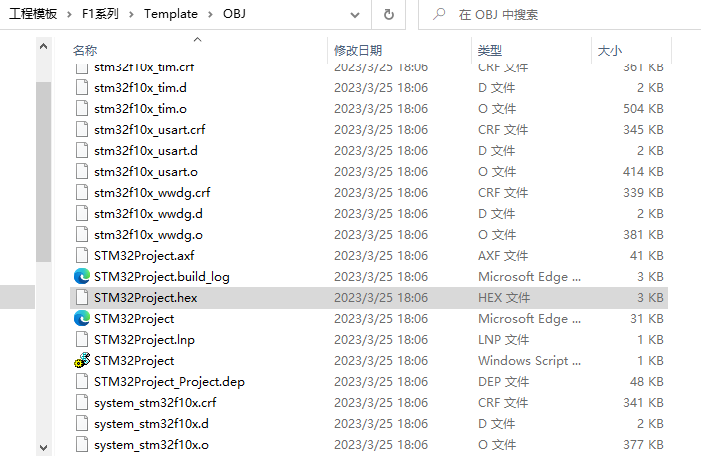 工程模板 > F1系列 > Template > OBJ 在 OBJ 中搜索
名称 修改日期 类型 大小
stm32f10x_tim.crf 2023/3/25 18:06 CRF 文件 361 KB
stm32f10x_tim.d 2023/3/25 18:06 D 文件 2 KB
stm32f10x_tim.o 2023/3/25 18:06 O 文件 504 KB
stm32f10x_usart.crf 2023/3/25 18:06 CRF 文件 345 KB
stm32f10x_usart.d 2023/3/25 18:06 D 文件 2 KB
stm32f10x_usart.o 2023/3/25 18:06 O 文件 414 KB
stm32f10x_wwdg.crf 2023/3/25 18:06 CRF 文件 339 KB
stm32f10x_wwdg.d 2023/3/25 18:06 D 文件 2 KB
stm32f10x_wwdg.o 2023/3/25 18:06 O 文件 381 KB
STM32Project.axf 2023/3/25 18:06 AXF 文件 41 KB
STM32Project.build_log 2023/3/25 18:06 Microsoft Edge ... 3 KB
STM32Project.hex 2023/3/25 18:06 HEX 文件 3 KB
STM32Project 2023/3/25 18:06 Microsoft Edge ... 31 KB
STM32Project.lnp 2023/3/25 18:06 LNP 文件 1 KB
STM32Project 2023/3/25 18:06 Windows Script ... 1 KB
STM32Project_Project.dep 2023/3/25 18:06 DEP 文件 48 KB
system_stm32f10x.crf 2023/3/25 18:06 CRF 文件 341 KB
system_stm32f10x.d 2023/3/25 18:06 D 文件 2 KB
system_stm32f10x.o 2023/3/25 18:06 O 文件 377 KB